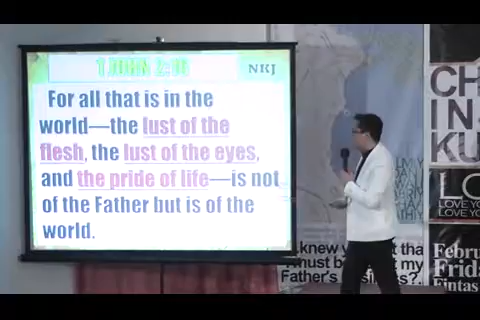 1 JOHN 2:16
NKJ
For all that is in the
world—the lust of the
flesh, the lust of the eyes,
and the pride of life—is not
of the Father but is of the
world.
CH
IN
KU
LO
LOVE YO
LOVE YO
knew that
must b my
Father's
Febru
Frida
Fintas